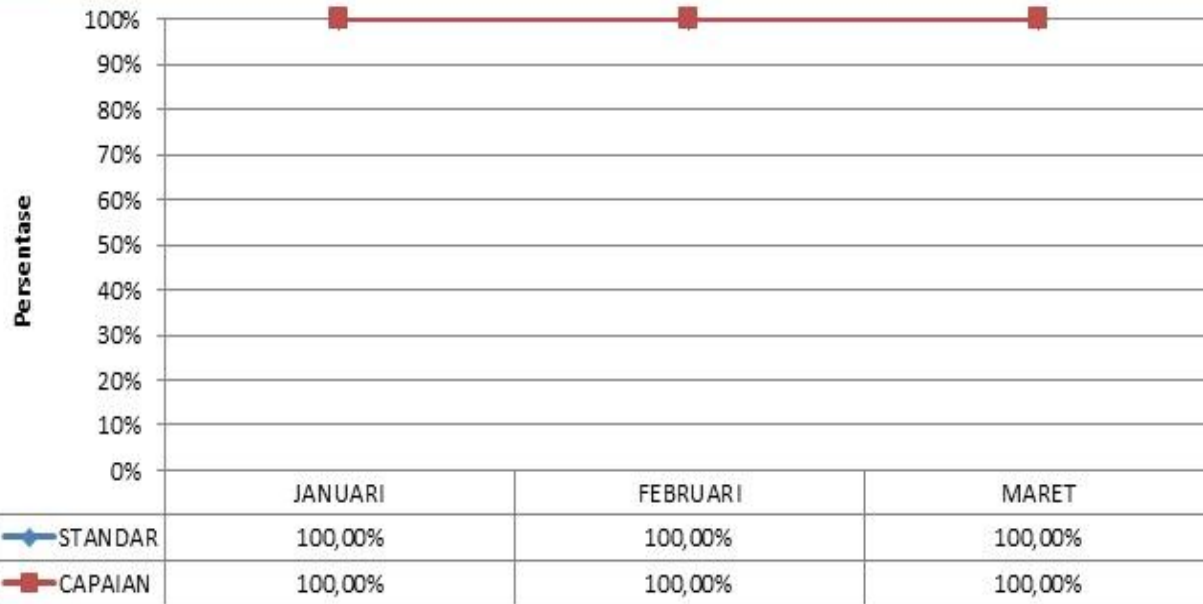 100%
90%
80%
70%
60%
50%
40%
30%
20%
10%
0%
Persentase
JANUARI FEBRUARI MARET
STANDAR 100,00% 100,00% 100,00%
CAPAIAN 100,00% 100,00% 100,00%